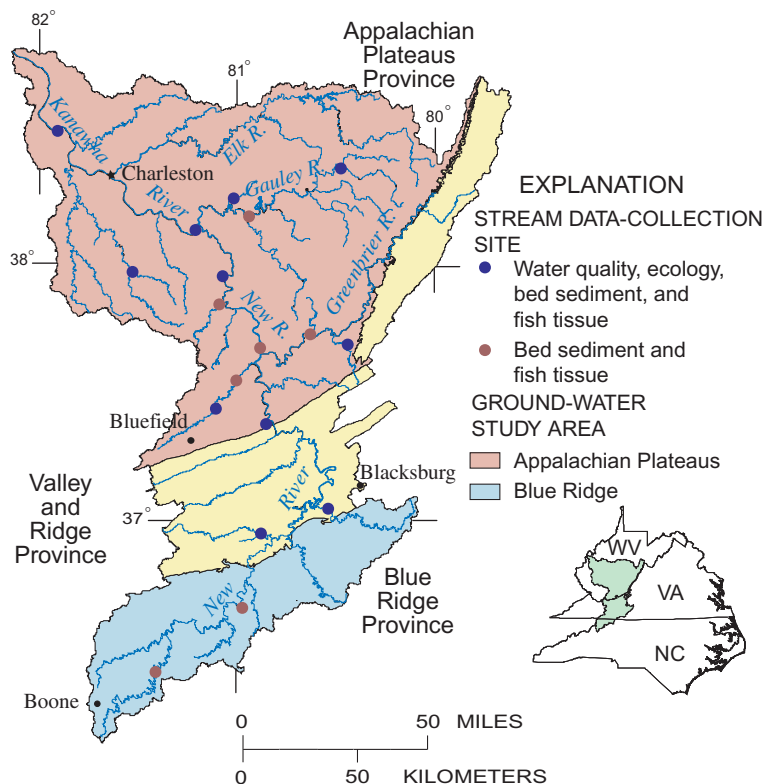 82°
81°
80°
Appalachian
Plateaus
Province
Kanawha
River
Elk R.
Charleston
Gauley R.
Greenbrier R.
38°
New R.
Bluefield
Blacksburg
River
37°
Valley
and
Ridge
Province
New
Blue
Ridge
Province
Boone
EXPLANATION
STREAM DATA-COLLECTION
SITE
Water quality, ecology,
bed sediment, and
fish tissue
Bed sediment and
fish tissue
GROUND-WATER
STUDY AREA
Appalachian Plateaus
Blue Ridge
WV
VA
NC
0 50 MILES
0 50 KILOMETERS